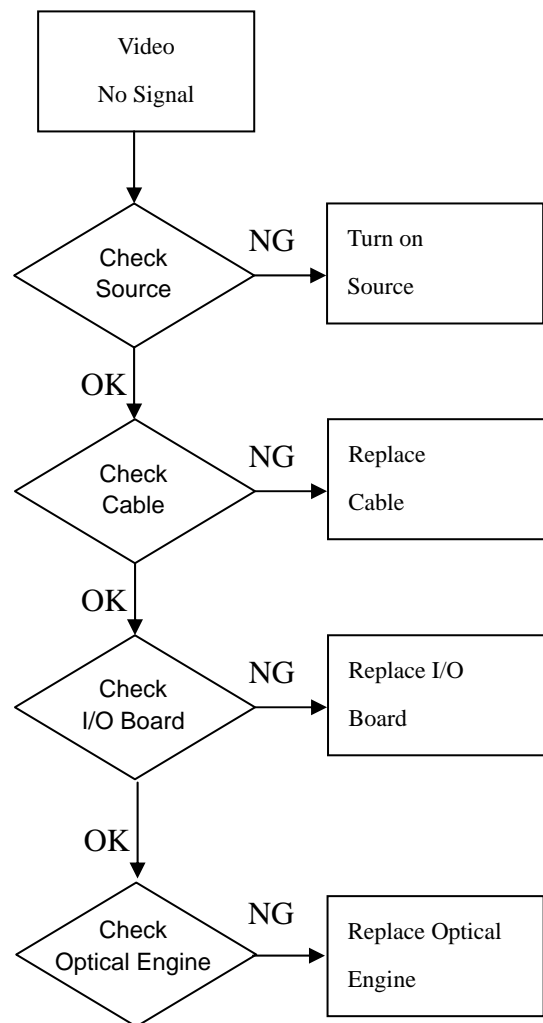 Video
No Signal
Check
Source
NG
Turn on
Source
OK
Check
Cable
NG
Replace
Cable
OK
Check
I/O Board
NG
Replace I/O
Board
OK
Check
Optical Engine
NG
Replace Optical
Engine